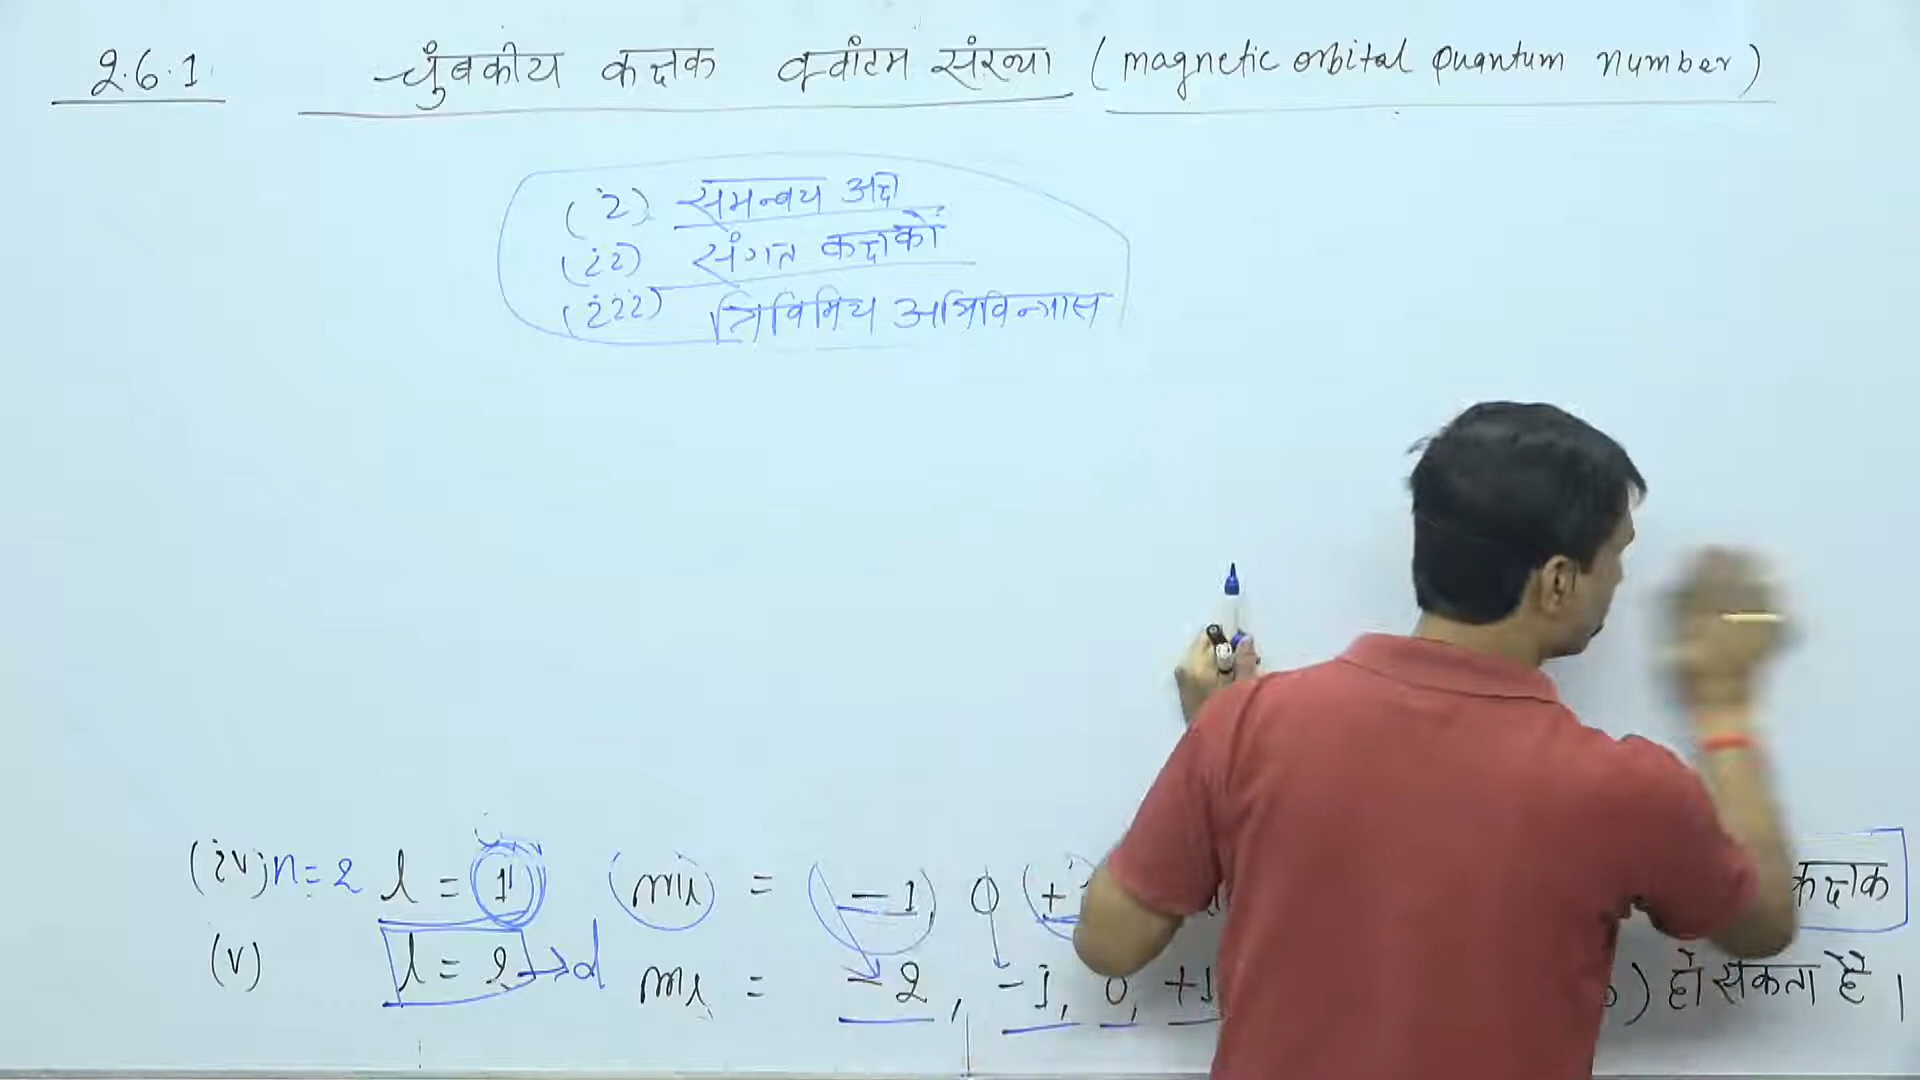 2.6.1 चुंबकीय कक्षक क्वांटम संख्या (magnetic orbital quantum number)
(i) समन्वय अक्ष
(ii) संगत कक्षकों
(iii) त्रिविमिय अभिविन्यास
(iv) n=2 l = 1 ml = -1, 0 + कक्षक
(v) l = 2 → d ml = -2, -1, 0, +1 ) हो सकता है ।